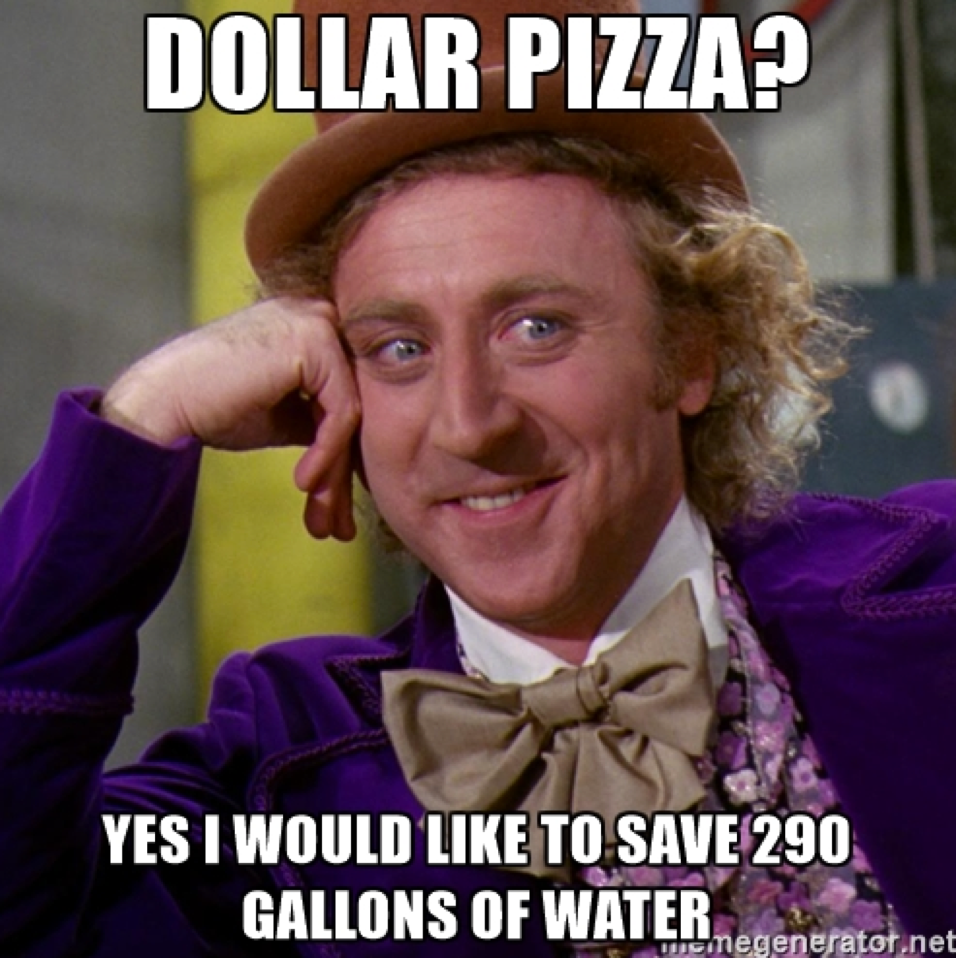 DOLLAR PIZZA?
YES I WOULD LIKE TO SAVE 290
GALLONS OF WATER
memegenerator.net